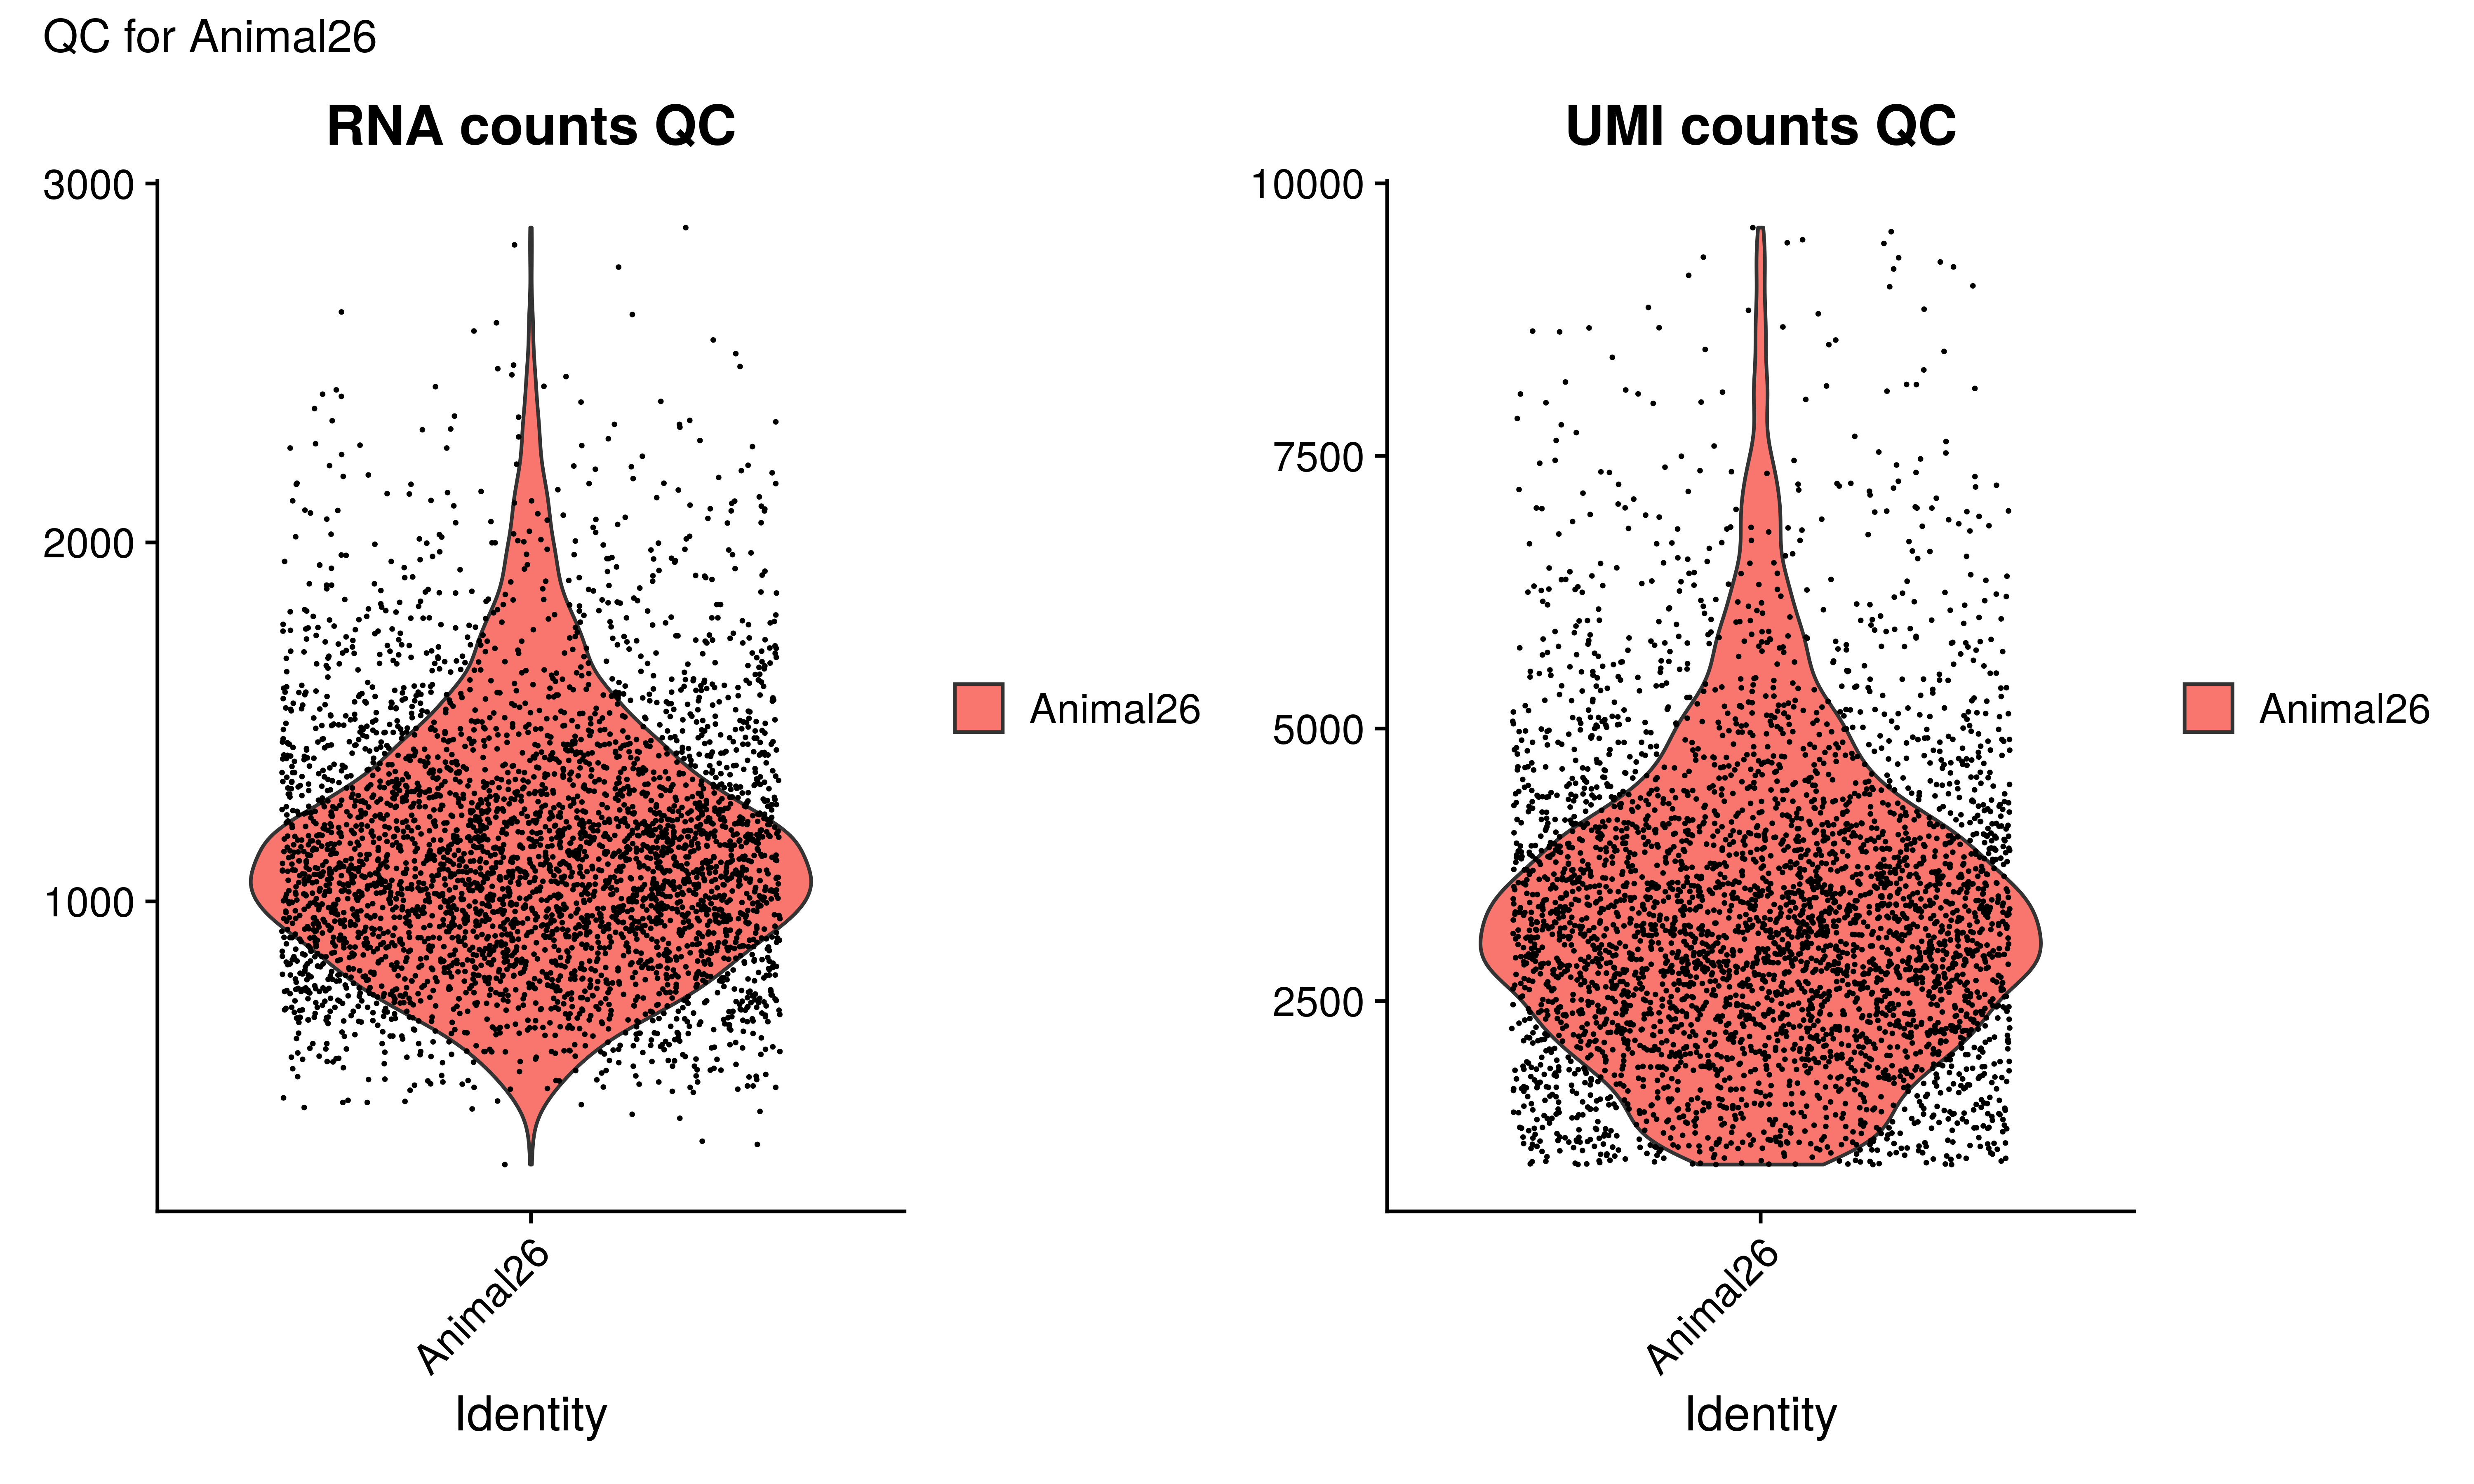 QC for Animal26
RNA counts QC
3000
2000
1000
Animal26
Identity
Animal26
UMI counts QC
10000
7500
5000
2500
Animal26
Identity
Animal26